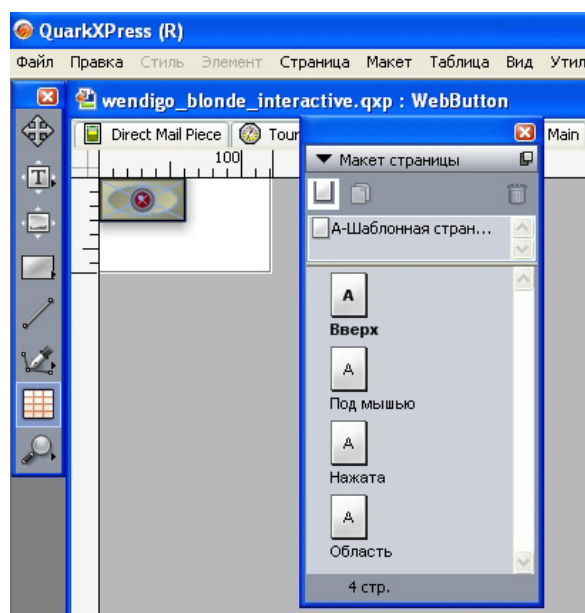 QuarkXPress (R)
Файл Правка Стиль Элемент Страница Макет Таблица Вид Утил
wendigo_blonde_interactive.qxp : WebButton
Direct Mail Piece Tour Main
100
Макет страницы
A-Шаблонная стран...
A
Вверх
A
Под мышью
A
Нажата
A
Область
4 стр.